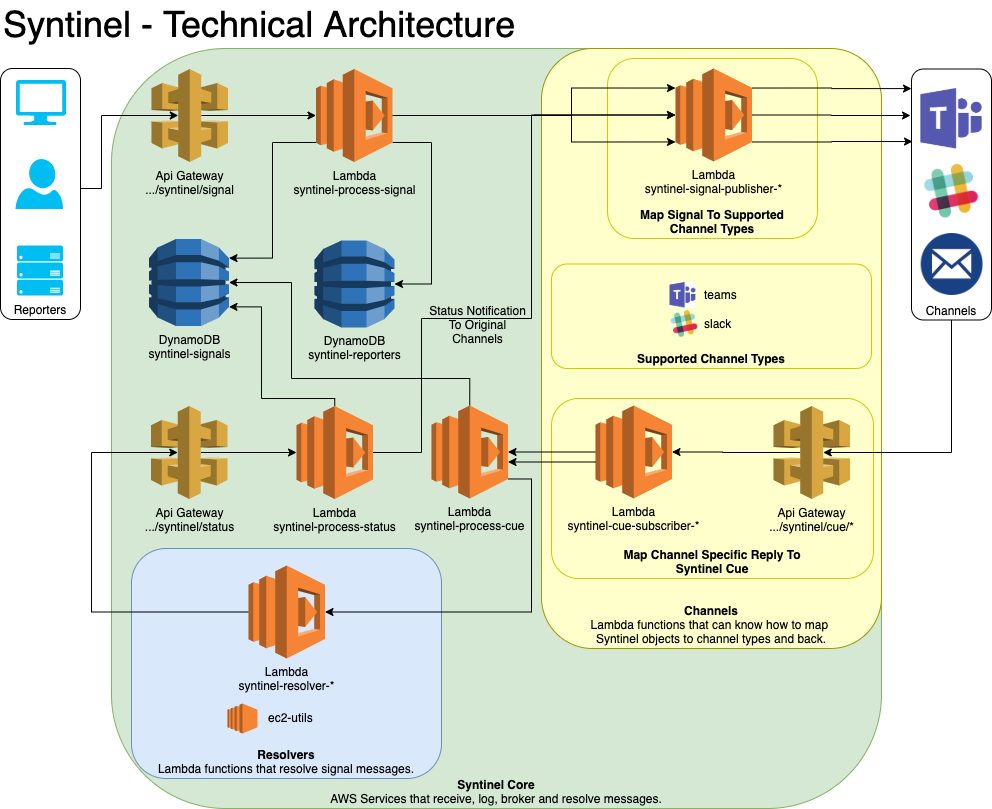 Syntinel - Technical Architecture
Reporters
Api Gateway
.../syntinel/signal
Lambda
syntinel-process-signal
Lambda
syntinel-signal-publisher-*
Map Signal To Supported
Channel Types
T
Channels
DynamoDB
syntinel-signals
DynamoDB
syntinel-reporters
Status Notification
To Original
Channels
T
teams
slack
Supported Channel Types
Api Gateway
.../syntinel/status
Lambda
syntinel-process-status
Lambda
syntinel-process-cue
Lambda
syntinel-cue-subscriber-*
Api Gateway
.../syntinel/cue/*
Map Channel Specific Reply To
Syntinel Cue
Channels
Lambda functions that can know how to map
Syntinel objects to channel types and back.
Lambda
syntinel-resolver-*
ec2-utils
Resolvers
Lambda functions that resolve signal messages.
Syntinel Core
AWS Services that receive, log, broker and resolve messages.